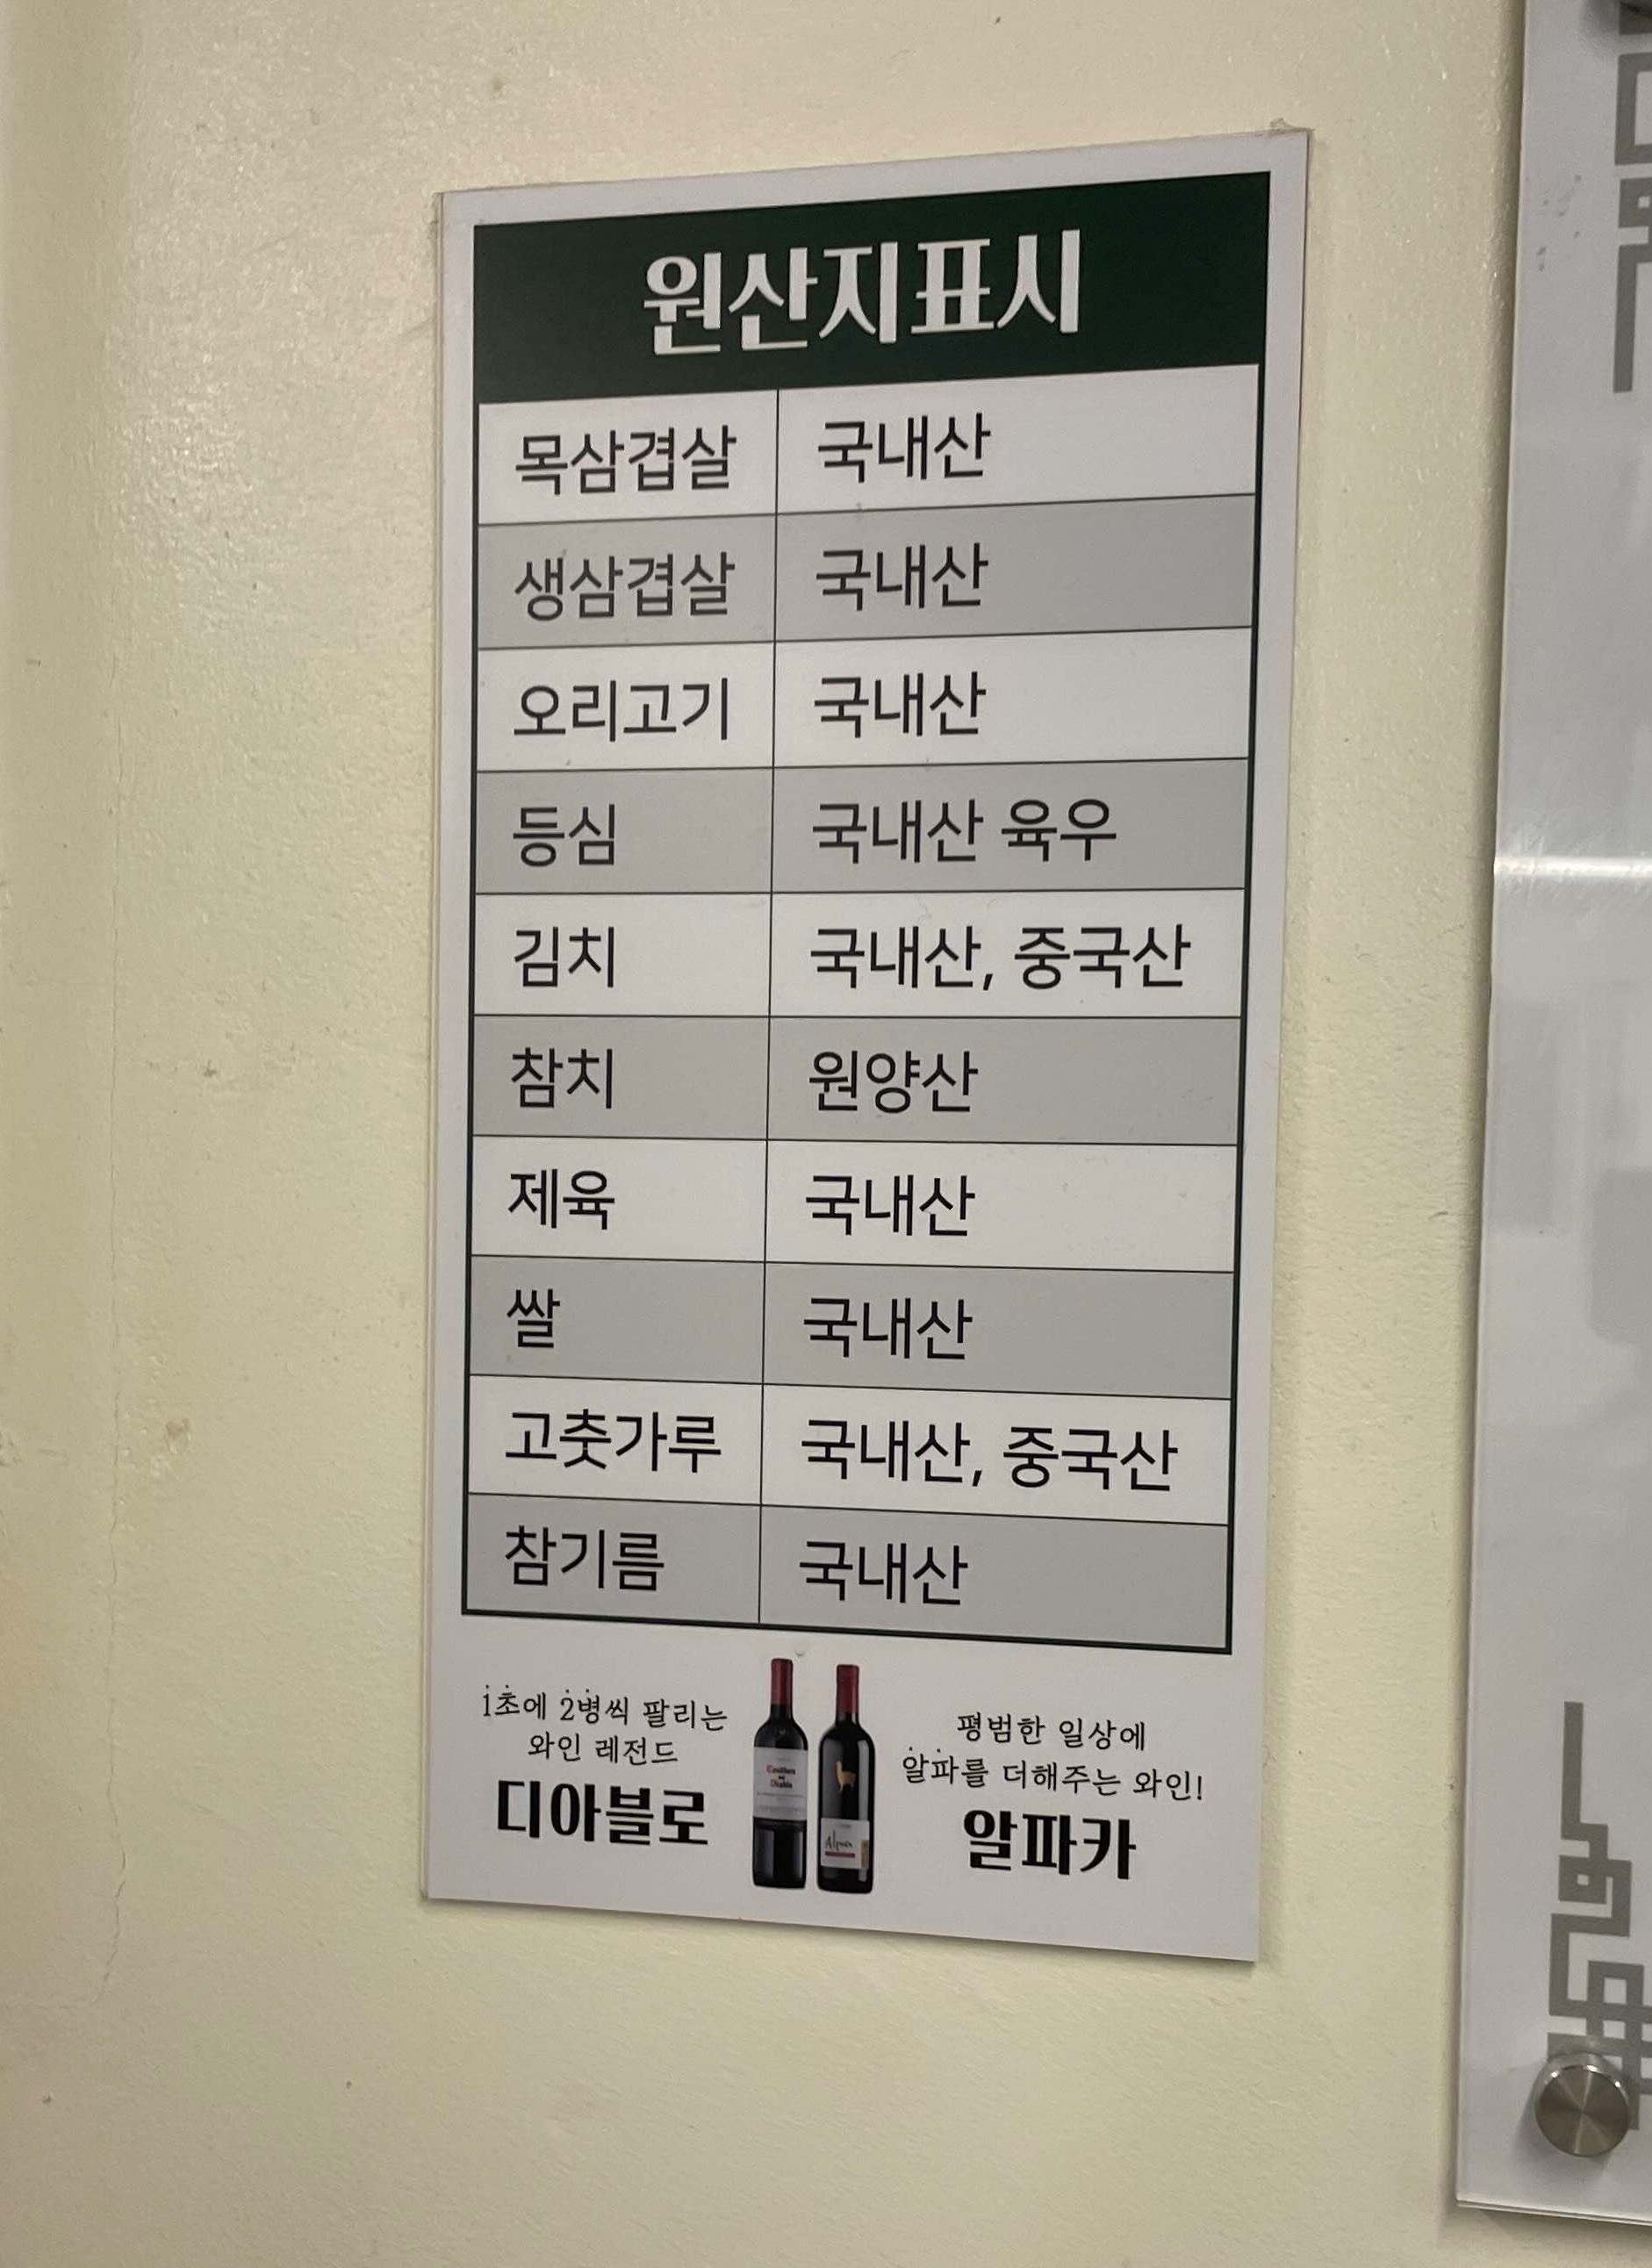 원산지표시
목삼겹살 국내산
생삼겹살 국내산
오리고기 국내산
등심 국내산 육우
김치 국내산, 중국산
참치 원양산
제육 국내산
쌀 국내산
고춧가루 국내산, 중국산
참기름 국내산
1초에 2병씩 팔리는
와인 레전드
디아블로
Casillero
del
Diablo
Alpaca
평범한 일상에
알파를 더해주는 와인!
알파카